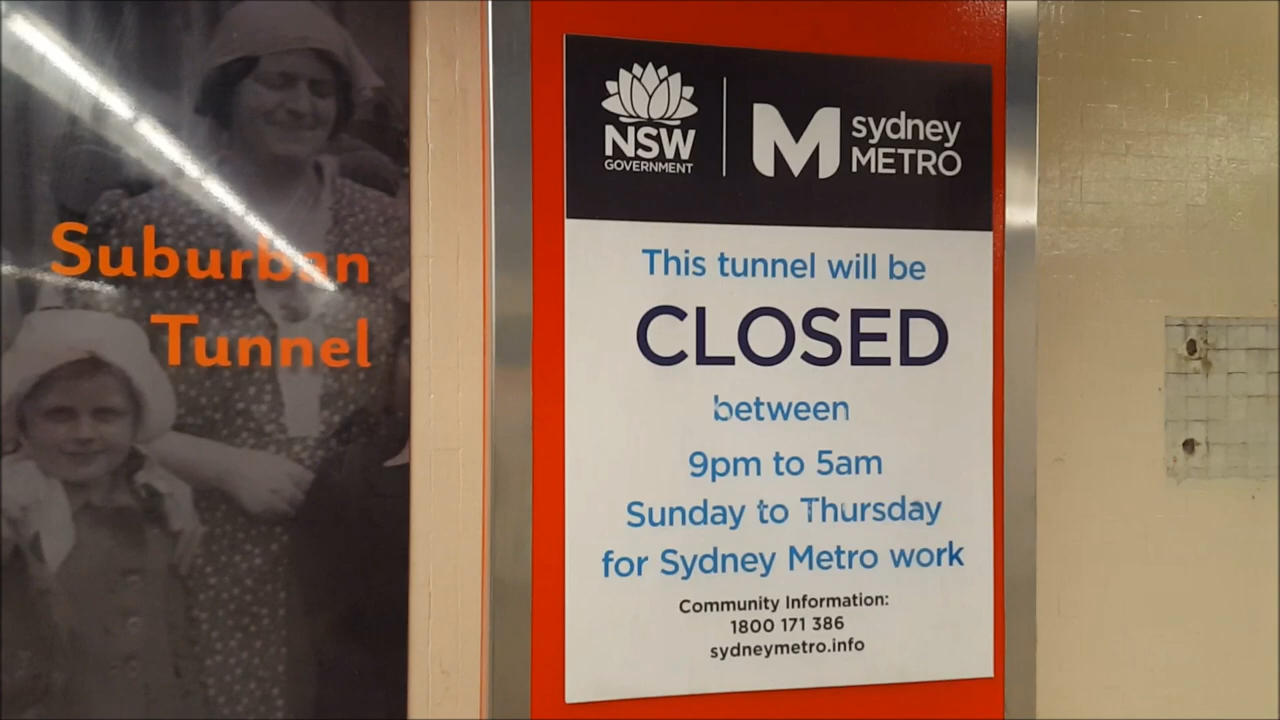 Suburban
Tunnel
NSW
GOVERNMENT
sydney
METRO
This tunnel will be
CLOSED
between
9pm to 5am
Sunday to Thursday
for Sydney Metro work
Community Information:
1800 171 386
sydneymetro.info